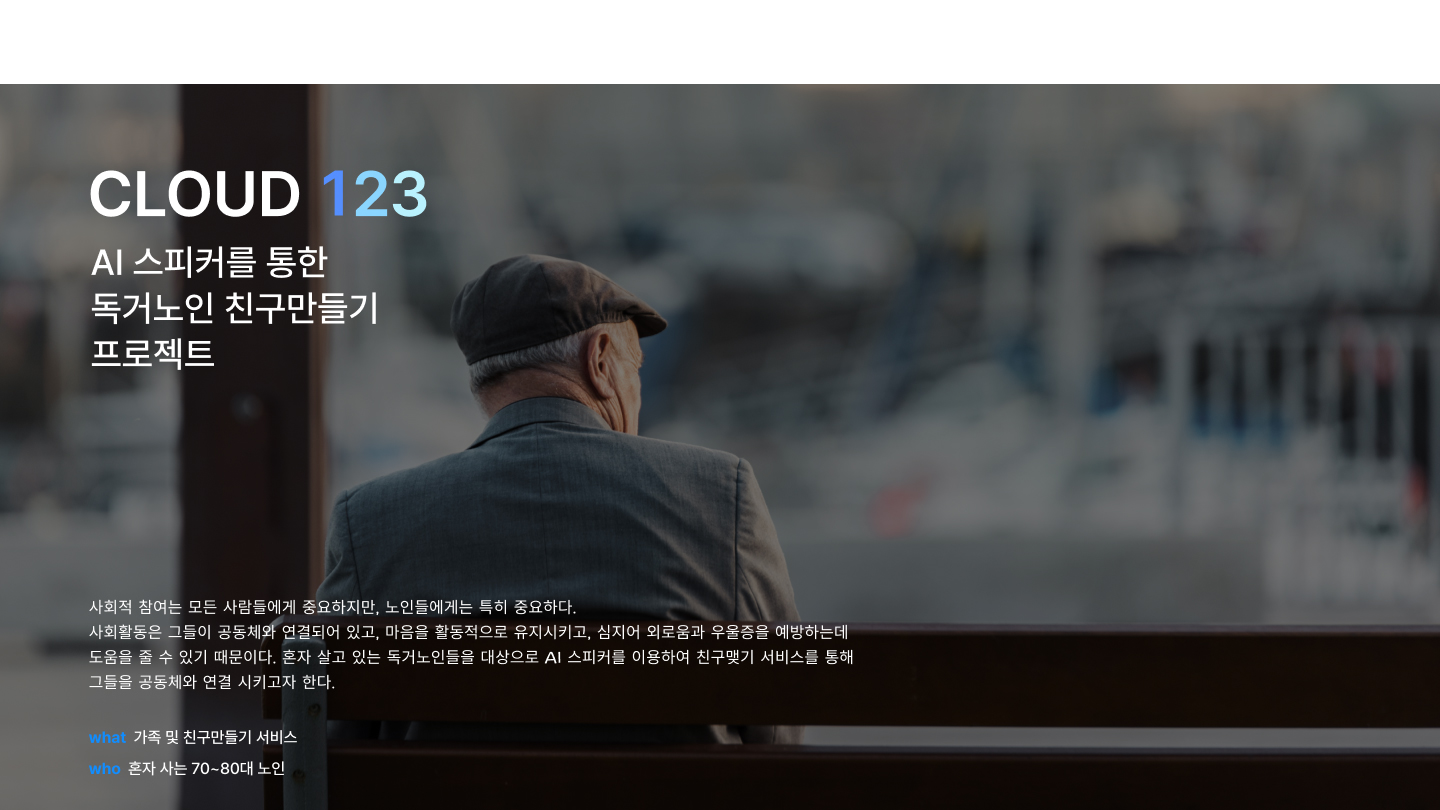 CLOUD 123
AI 스피커를 통한
독거노인 친구만들기
프로젝트
사회적 참여는 모든 사람들에게 중요하지만, 노인들에게는 특히 중요하다.
사회활동은 그들이 공동체와 연결되어 있고, 마음을 활동적으로 유지시키고, 심지어 외로움과 우울증을 예방하는데
도움을 줄 수 있기 때문이다. 혼자 살고 있는 독거노인들을 대상으로 AI 스피커를 이용하여 친구맺기 서비스를 통해
그들을 공동체와 연결 시키고자 한다.
what 가족 및 친구만들기 서비스
who 혼자 사는 70~80대 노인